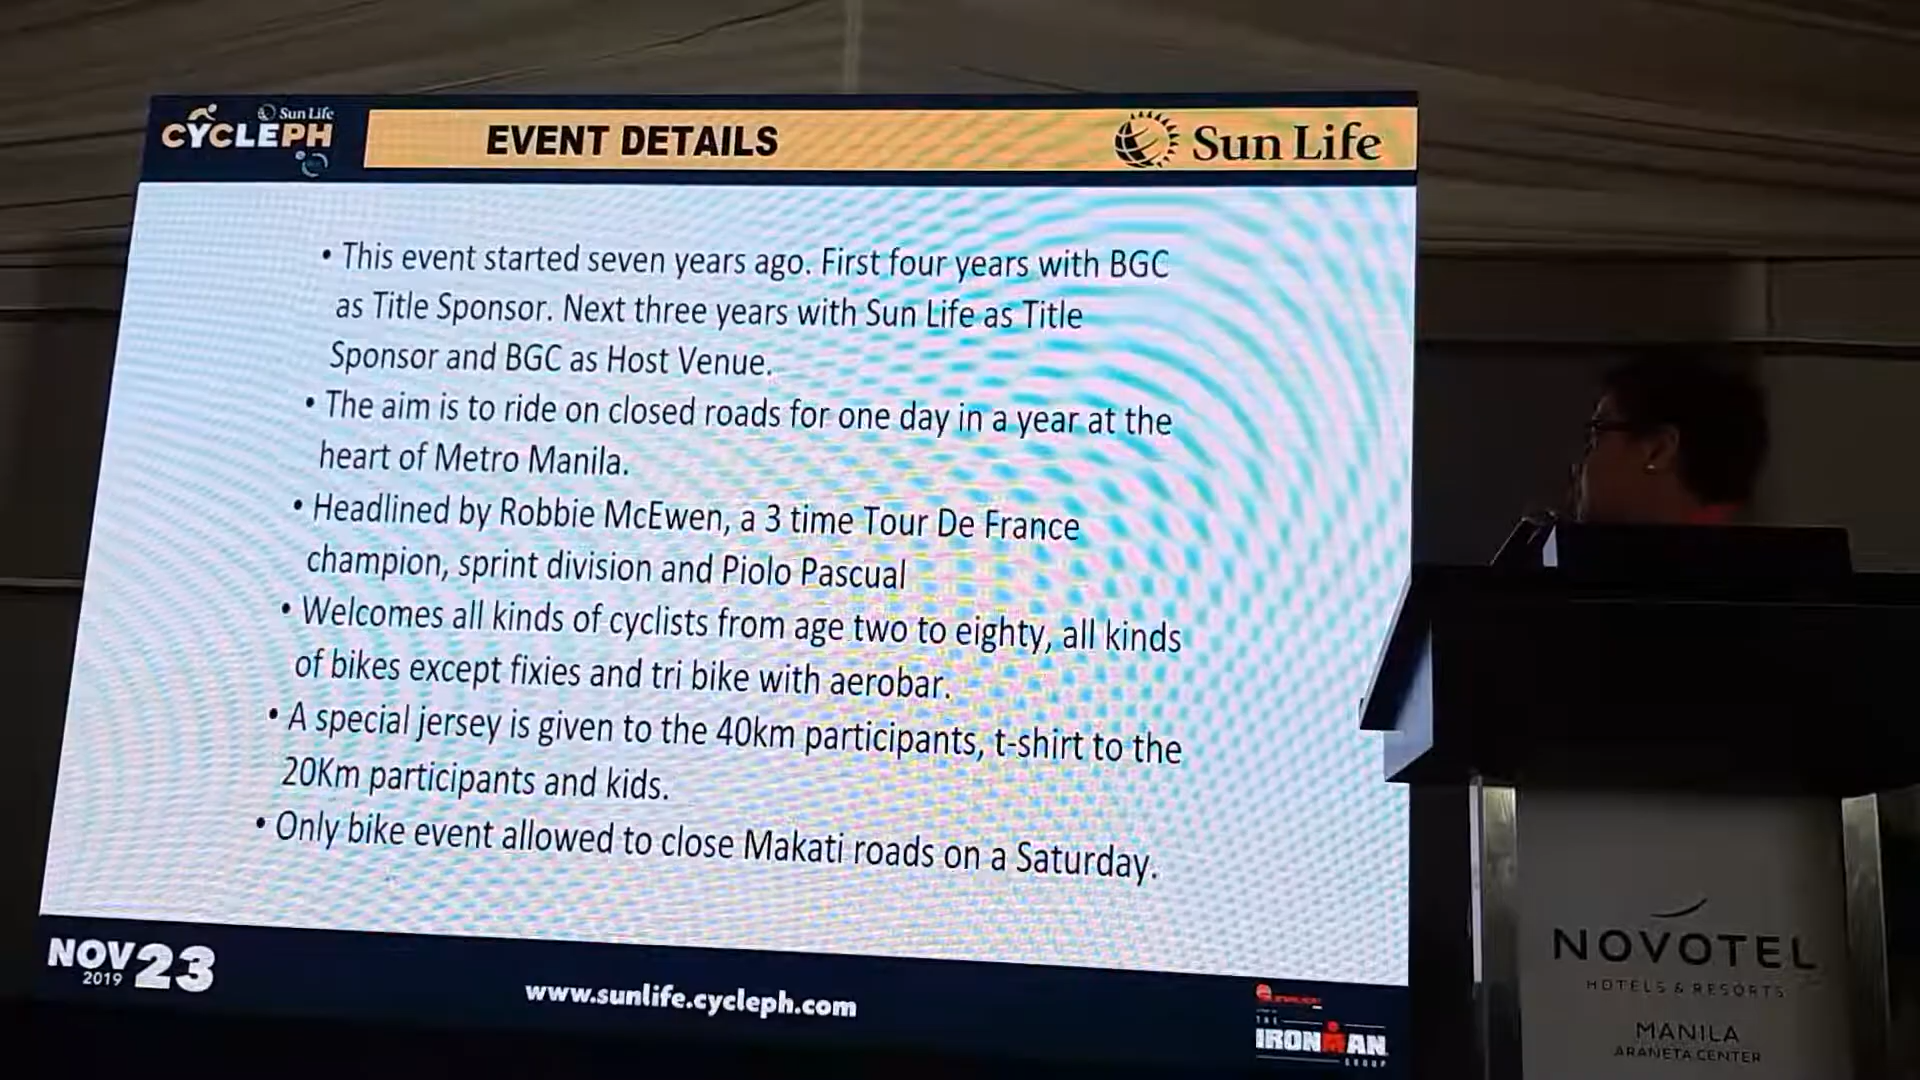 Sun Life
CYCLEPH
EVENT DETAILS
Sun Life
• This event started seven years ago. First four years with BGC
as Title Sponsor. Next three years with Sun Life as Title
Sponsor and BGC as Host Venue.
• The aim is to ride on closed roads for one day in a year at the
heart of Metro Manila.
• Headlined by Robbie McEwen, a 3 time Tour De France
champion, sprint division and Piolo Pascual
• Welcomes all kinds of cyclists from age two to eighty, all kinds
of bikes except fixies and tri bike with aerobar.
• A special jersey is given to the 40km participants, t-shirt to the
20Km participants and kids.
• Only bike event allowed to close Makati roads on a Saturday.
NOV 23
2019
www.sunlife.cycleph.com
THE
IRONMAN
GROUP
NOVOTEL
HOTELS & RESORTS
MANILA
ARANETA CENTER